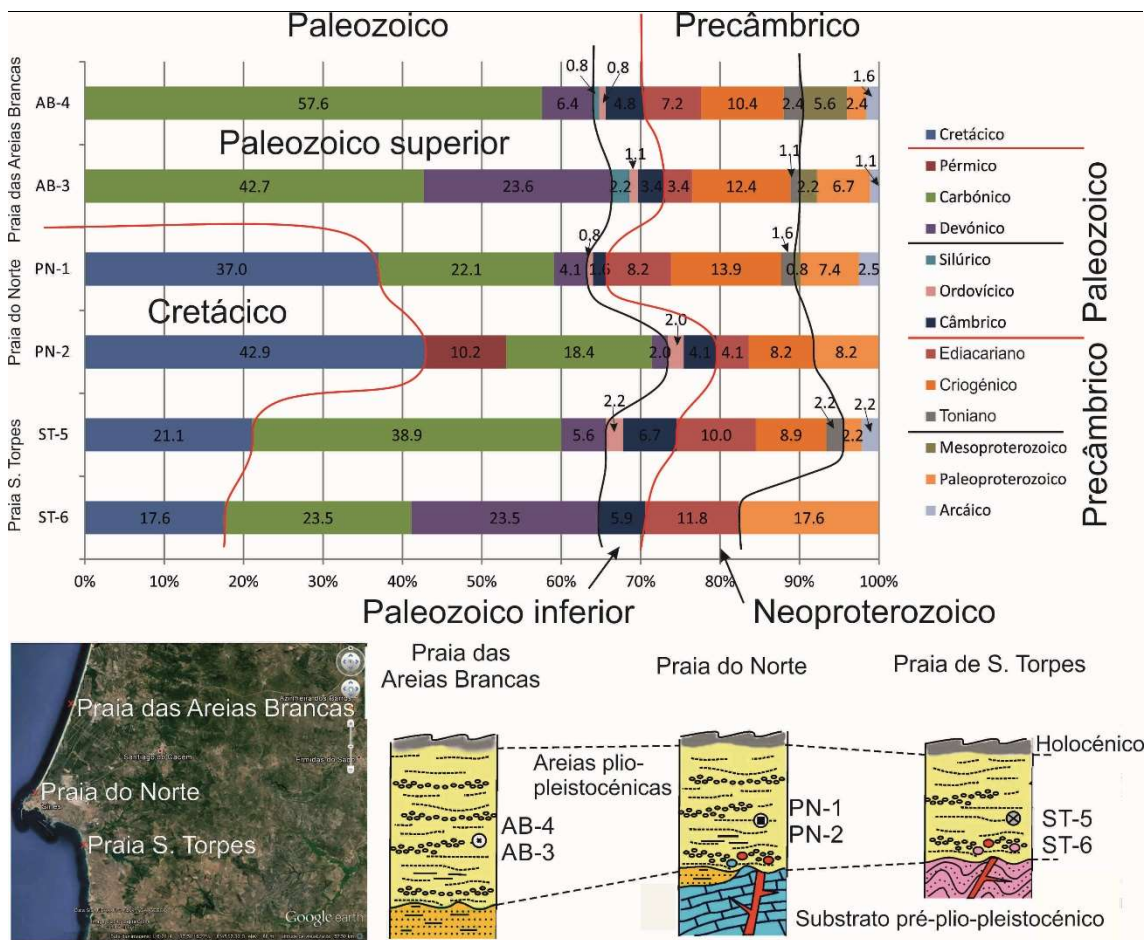 Paleozoico Precâmbrico
0.8 0.8 1.6
AB-4 57.6 6.4 4.8 7.2 10.4 2.4 5.6 2.4
Praia das Areias Brancas
Paleozoico superior
1.1 1.1 1.1
AB-3 42.7 23.6 2.2 3.4 3.4 12.4 2.2 6.7
0.8 1.6
PN-1 37.0 22.1 4.1 1.6 8.2 13.9 0.8 7.4 2.5
Praia do Norte
Cretácico
2.0
PN-2 42.9 10.2 18.4 2.0 4.1 4.1 8.2 8.2
2.2 2.2 2.2
ST-5 21.1 38.9 5.6 6.7 10.0 8.9 2.2
Praia S. Torpes
ST-6 17.6 23.5 23.5 5.9 11.8 17.6
0% 10% 20% 30% 40% 50% 60% 70% 80% 90% 100%
Paleozoico inferior Neoproterozoico
Cretácico
Pérmico
Carbónico
Devónico
Silúrico
Ordovícico
Câmbrico
Ediacariano
Criogénico
Toniano
Mesoproterozoico
Paleoproterozoico
Arcáico
Paleozoico
Precâmbrico
Praia das Areias Brancas
Santiago do Cacém
Praia do Norte
Sines
Praia S. Torpes
Google earth
Praia das
Areias Brancas
Praia do Norte
Praia de S. Torpes
Holocénico
Areias plio-
pleistocénicas
AB-4
AB-3
PN-1
PN-2
ST-5
ST-6
Substrato pré-plio-pleistocénico